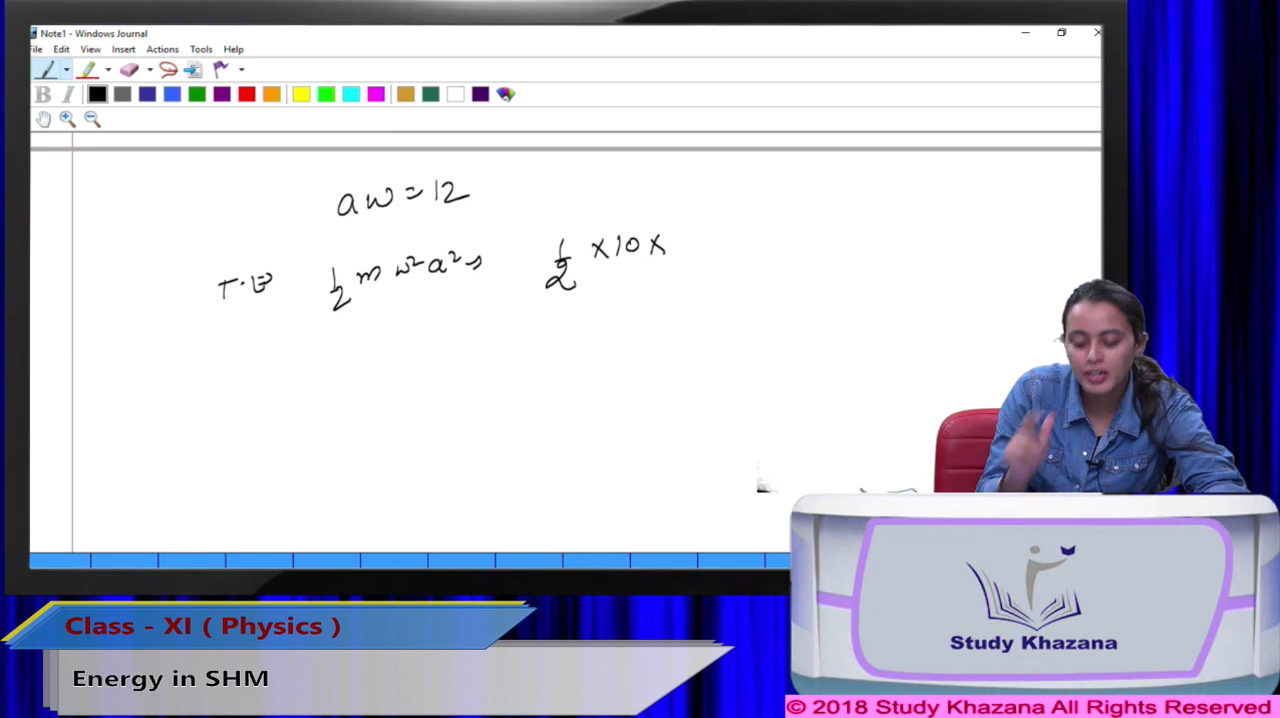 Note1 - Windows Journal
File Edit View Insert Actions Tools Help
B I
aω = 12
T.E 1/2 m ω² a² 1/2 × 10 ×
Study Khazana
Class - XI ( Physics )
Energy in SHM
© 2018 Study Khazana All Rights Reserved